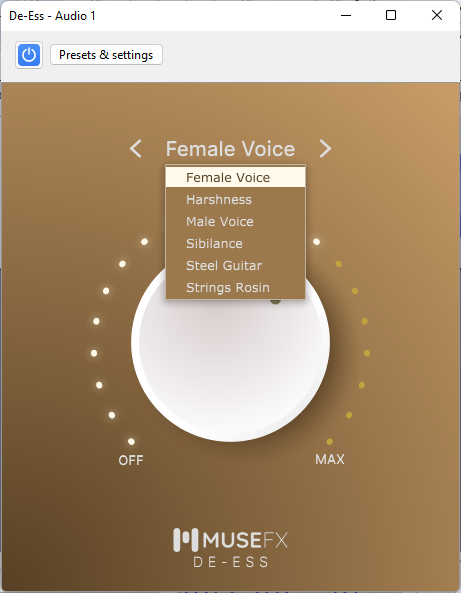 De-Ess - Audio 1
Presets & settings
Female Voice
Female Voice
Harshness
Male Voice
Sibilance
Steel Guitar
Strings Rosin
OFF
MAX
MUSEFX
DE-ESS